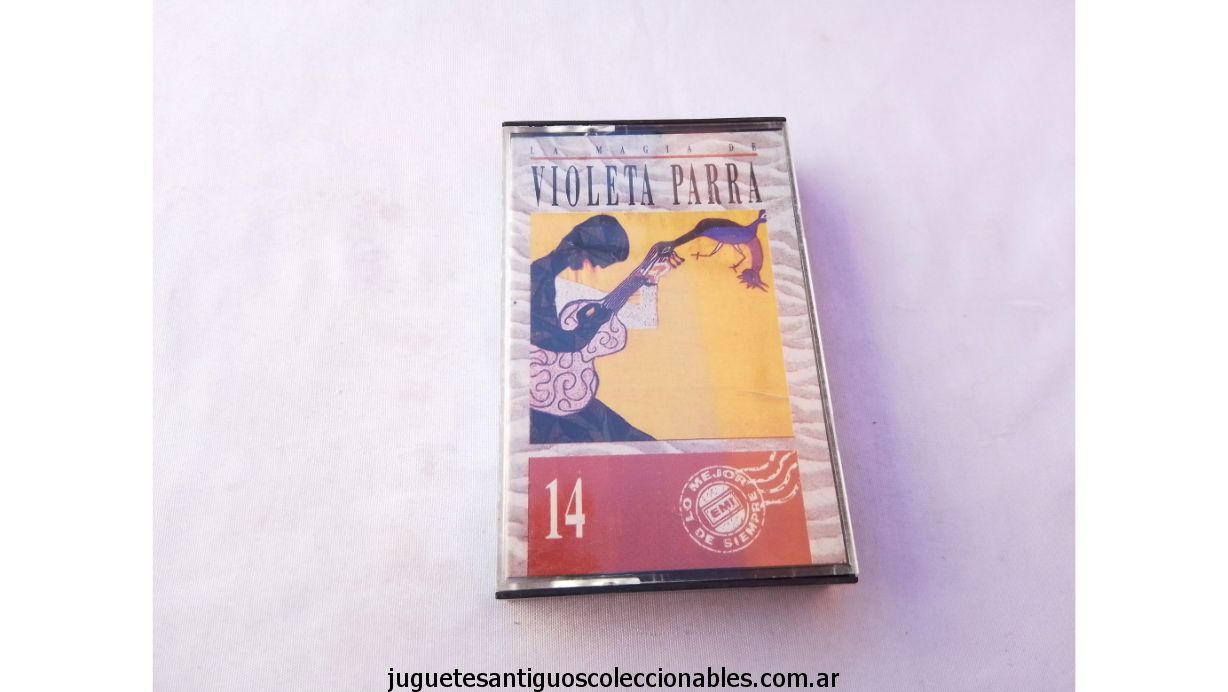 LA MAGIA DE
VIOLETA PARRA
14
LO MEJOR
EMI
DE SIEMPRE
juguetesantiguoscoleccionables.com.ar